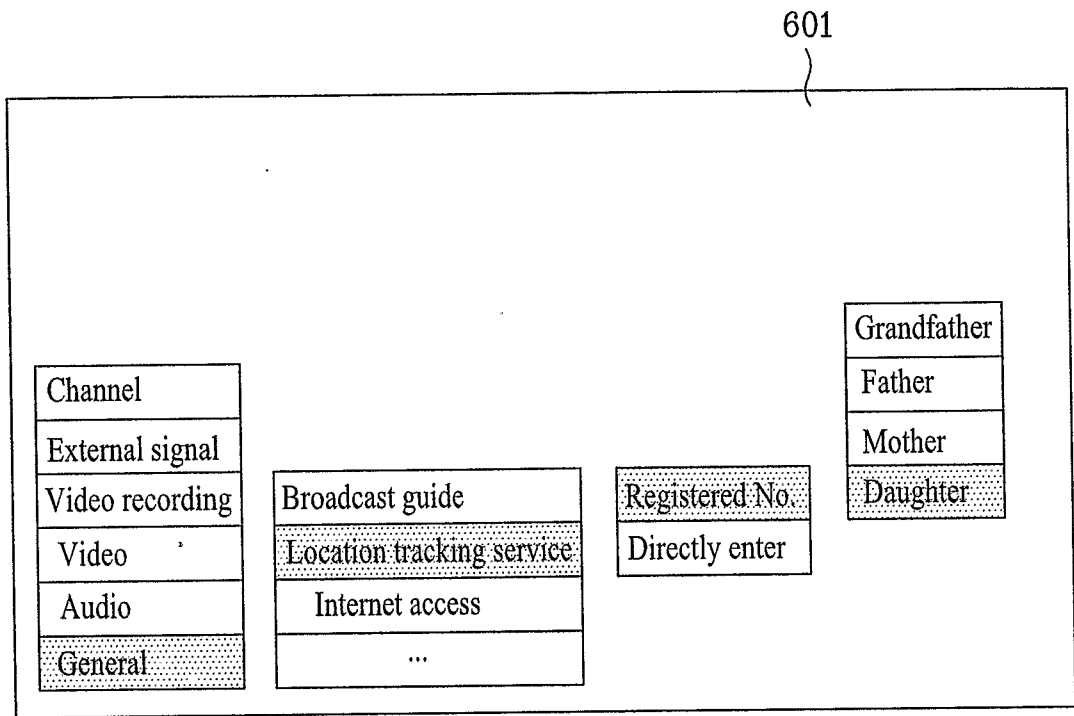 601
Channel
External signal
Video recording
Video
Audio
General
Broadcast guide
Location tracking service
Internet access
...
Registered No.
Directly enter
Grandfather
Father
Mother
Daughter